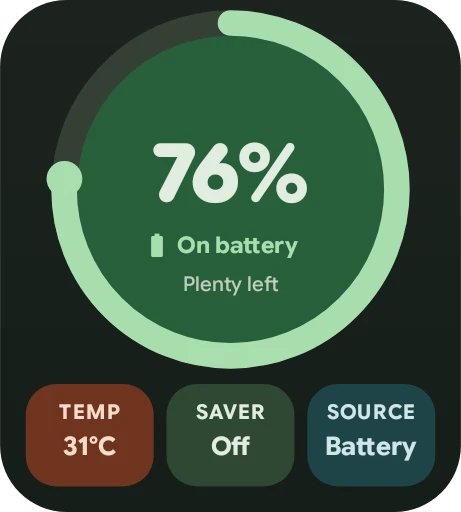 76%
On battery
Plenty left
TEMP
31°C
SAVER
Off
SOURCE
Battery